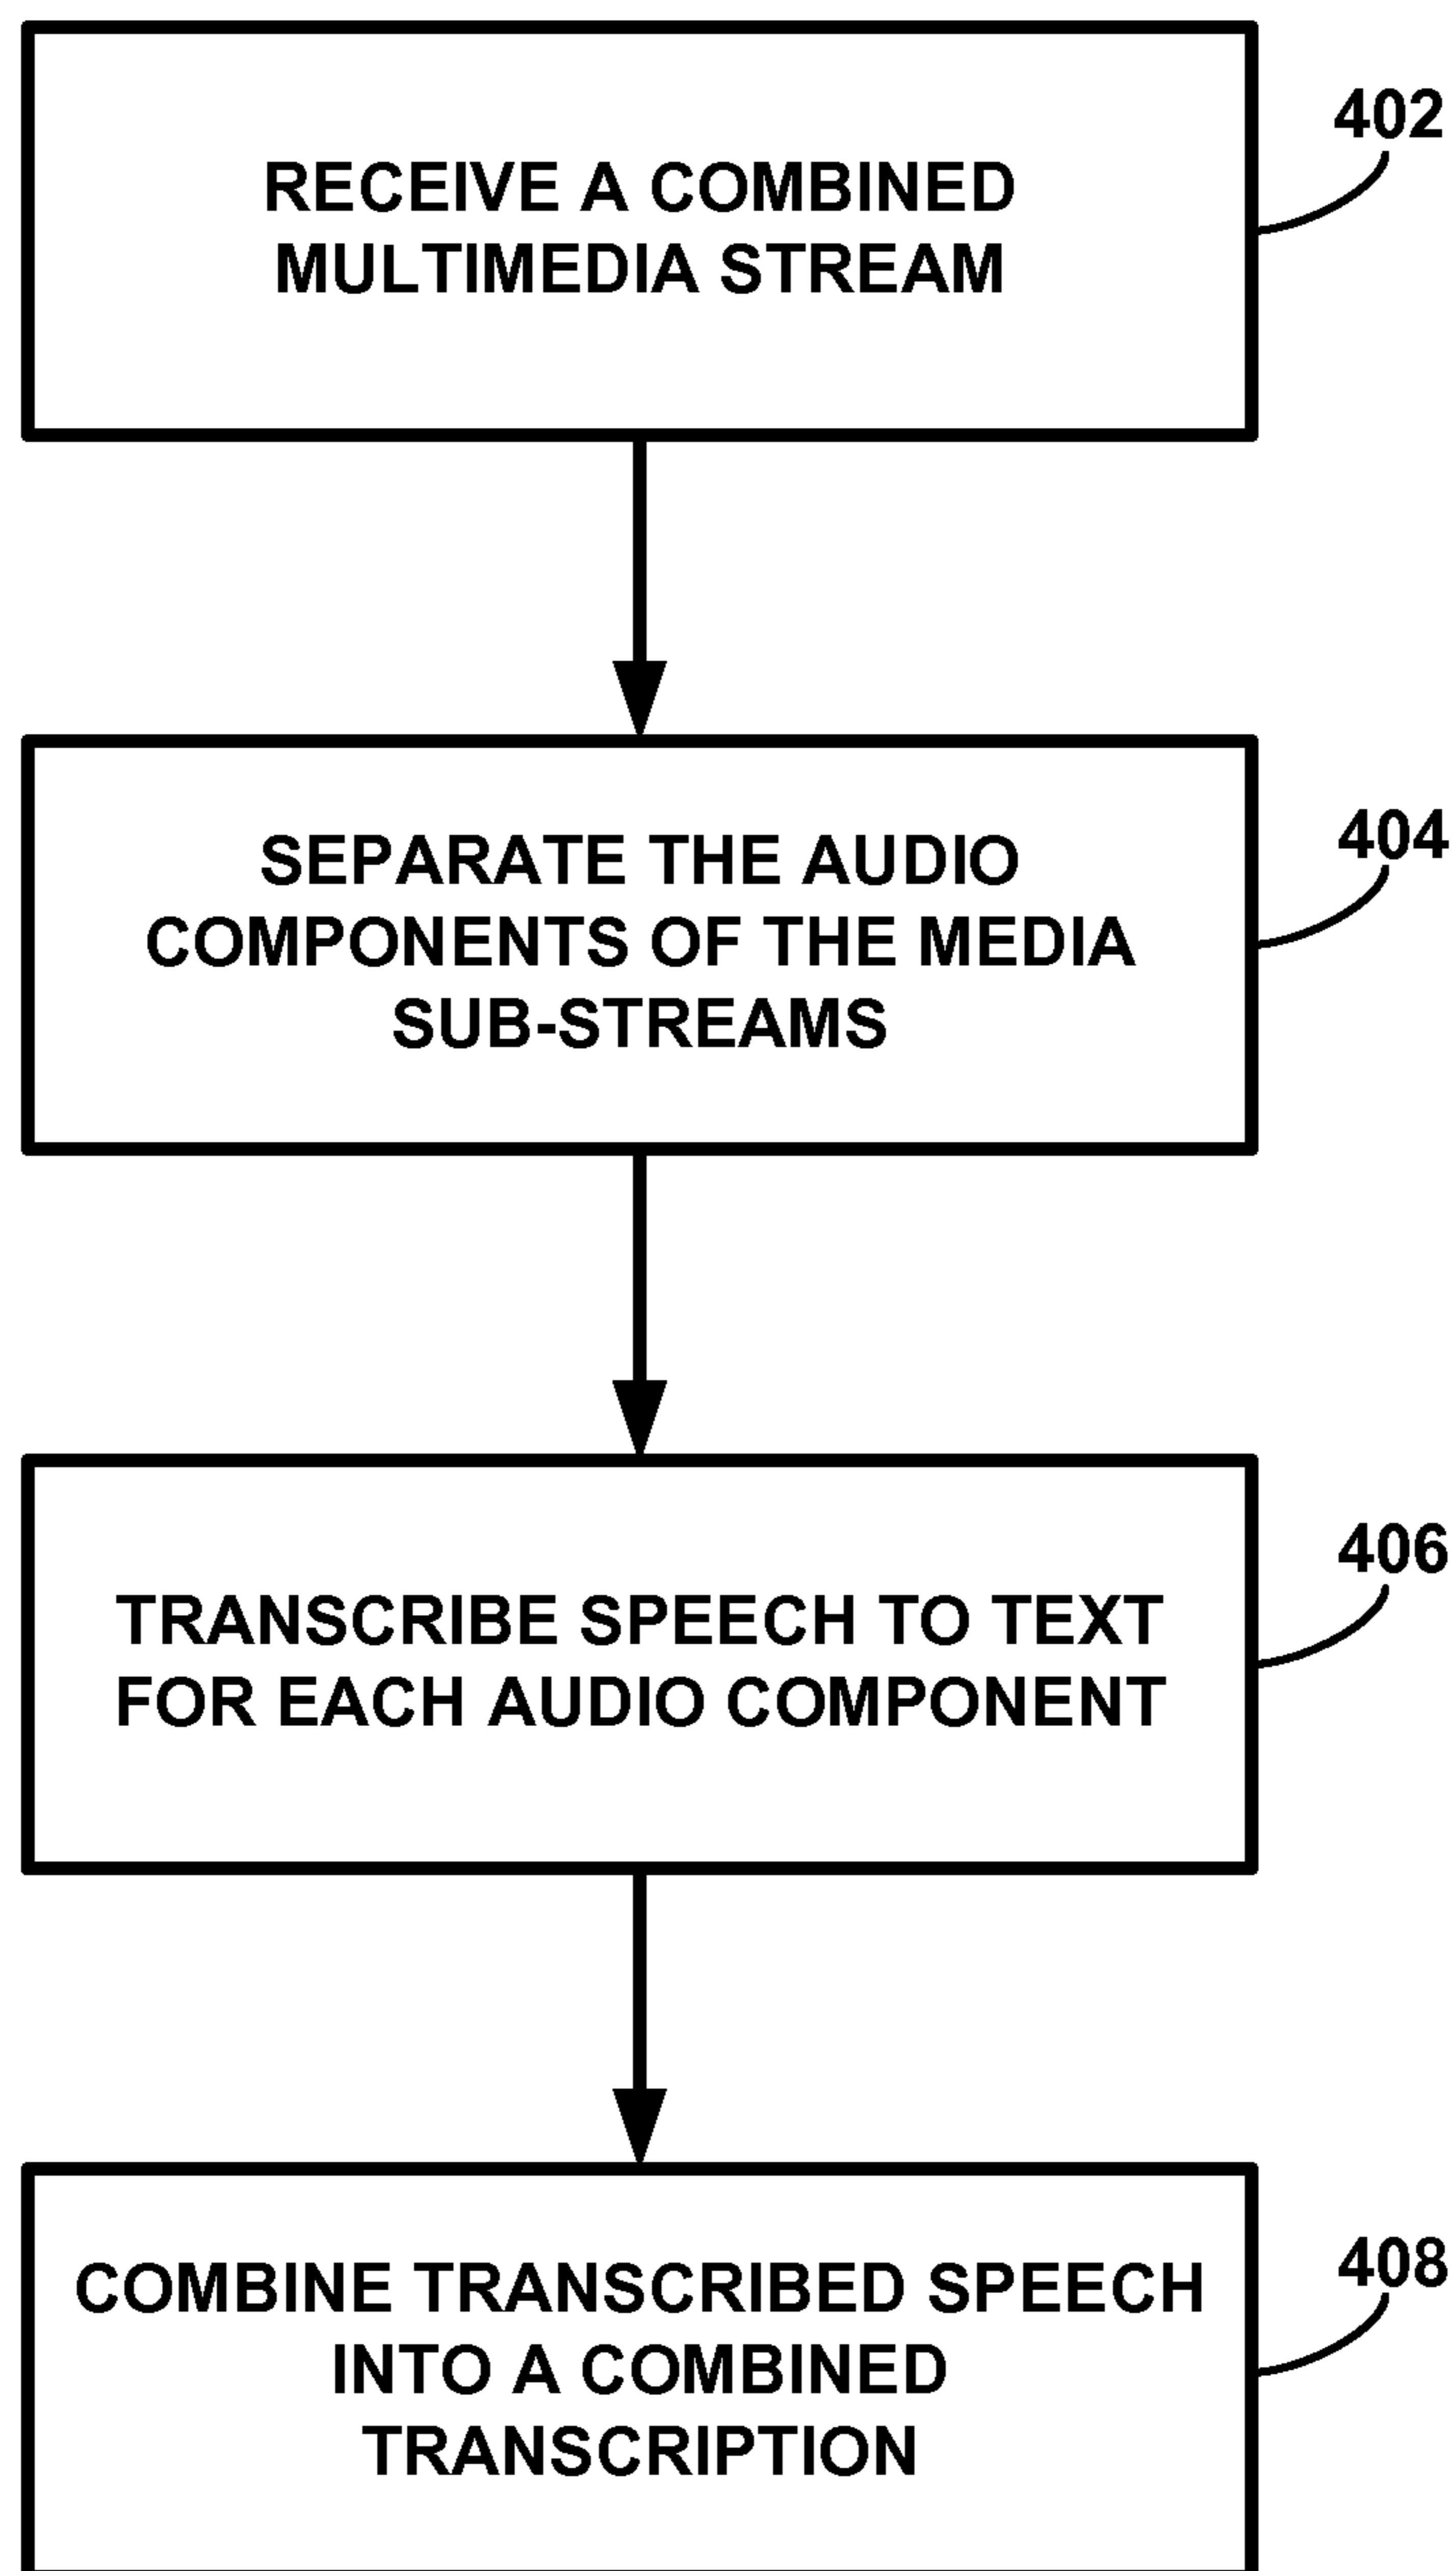 402
RECEIVE A COMBINED
MULTIMEDIA STREAM
404
SEPARATE THE AUDIO
COMPONENTS OF THE MEDIA
SUB-STREAMS
406
TRANSCRIBE SPEECH TO TEXT
FOR EACH AUDIO COMPONENT
408
COMBINE TRANSCRIBED SPEECH
INTO A COMBINED
TRANSCRIPTION